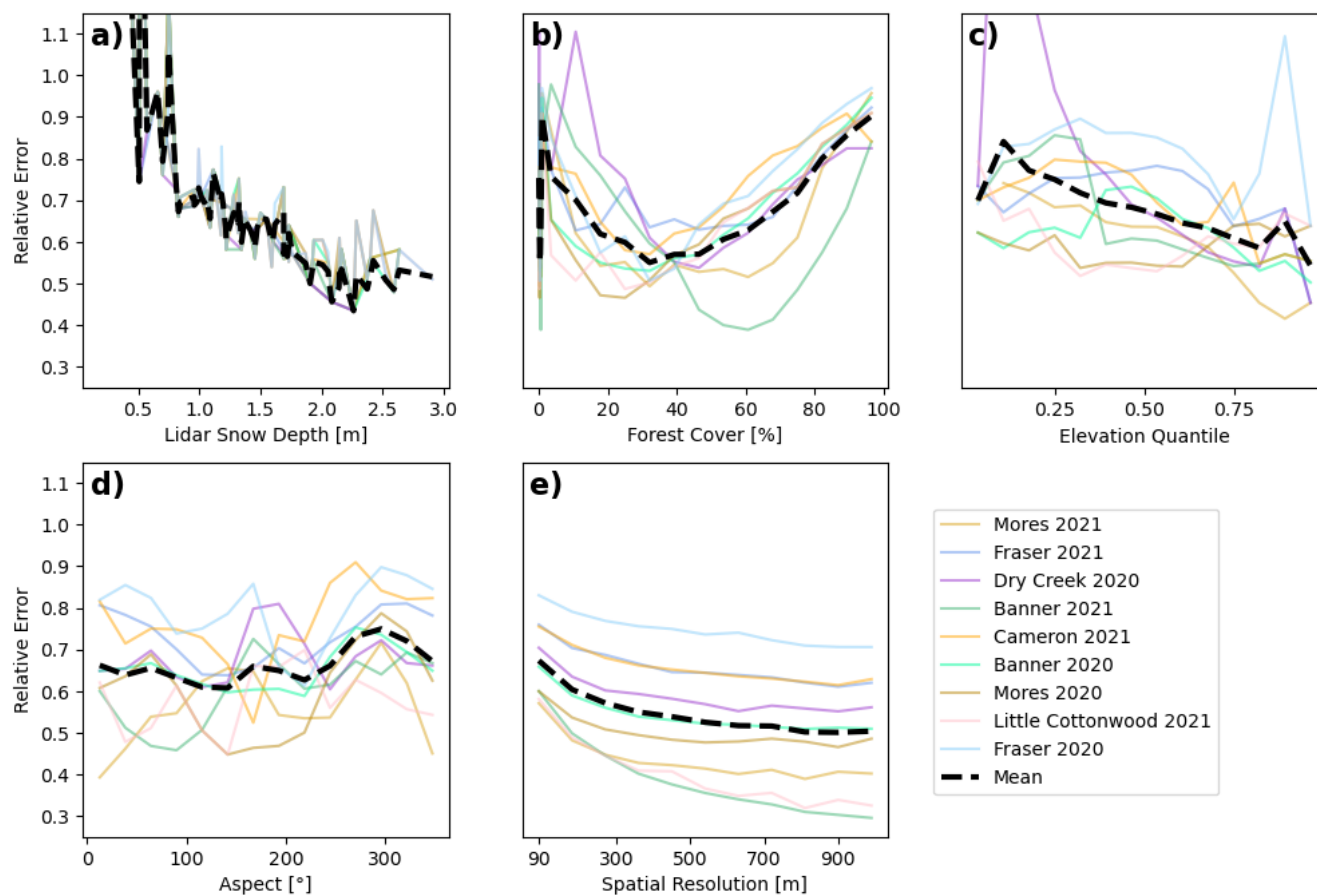 a)
b)
c)
1.1
1.0
0.9
0.8
0.7
0.6
0.5
0.4
0.3
Relative Error
0.5 1.0 1.5 2.0 2.5 3.0
Lidar Snow Depth [m]
0 20 40 60 80 100
Forest Cover [%]
0.25 0.75
Elevation Quantile
d)
e)
1.1
1.0
0.9
0.8
0.7
0.6
0.5
0.4
0.3
Relative Error
0 100 200 300
Aspect [°]
90 300 500 700 900
Spatial Resolution [m]
Mores 2021
Fraser 2021
Dry Creek 2020
Banner 2021
Cameron 2021
Banner 2020
Mores 2020
Little Cottonwood 2021
Fraser 2020
Mean